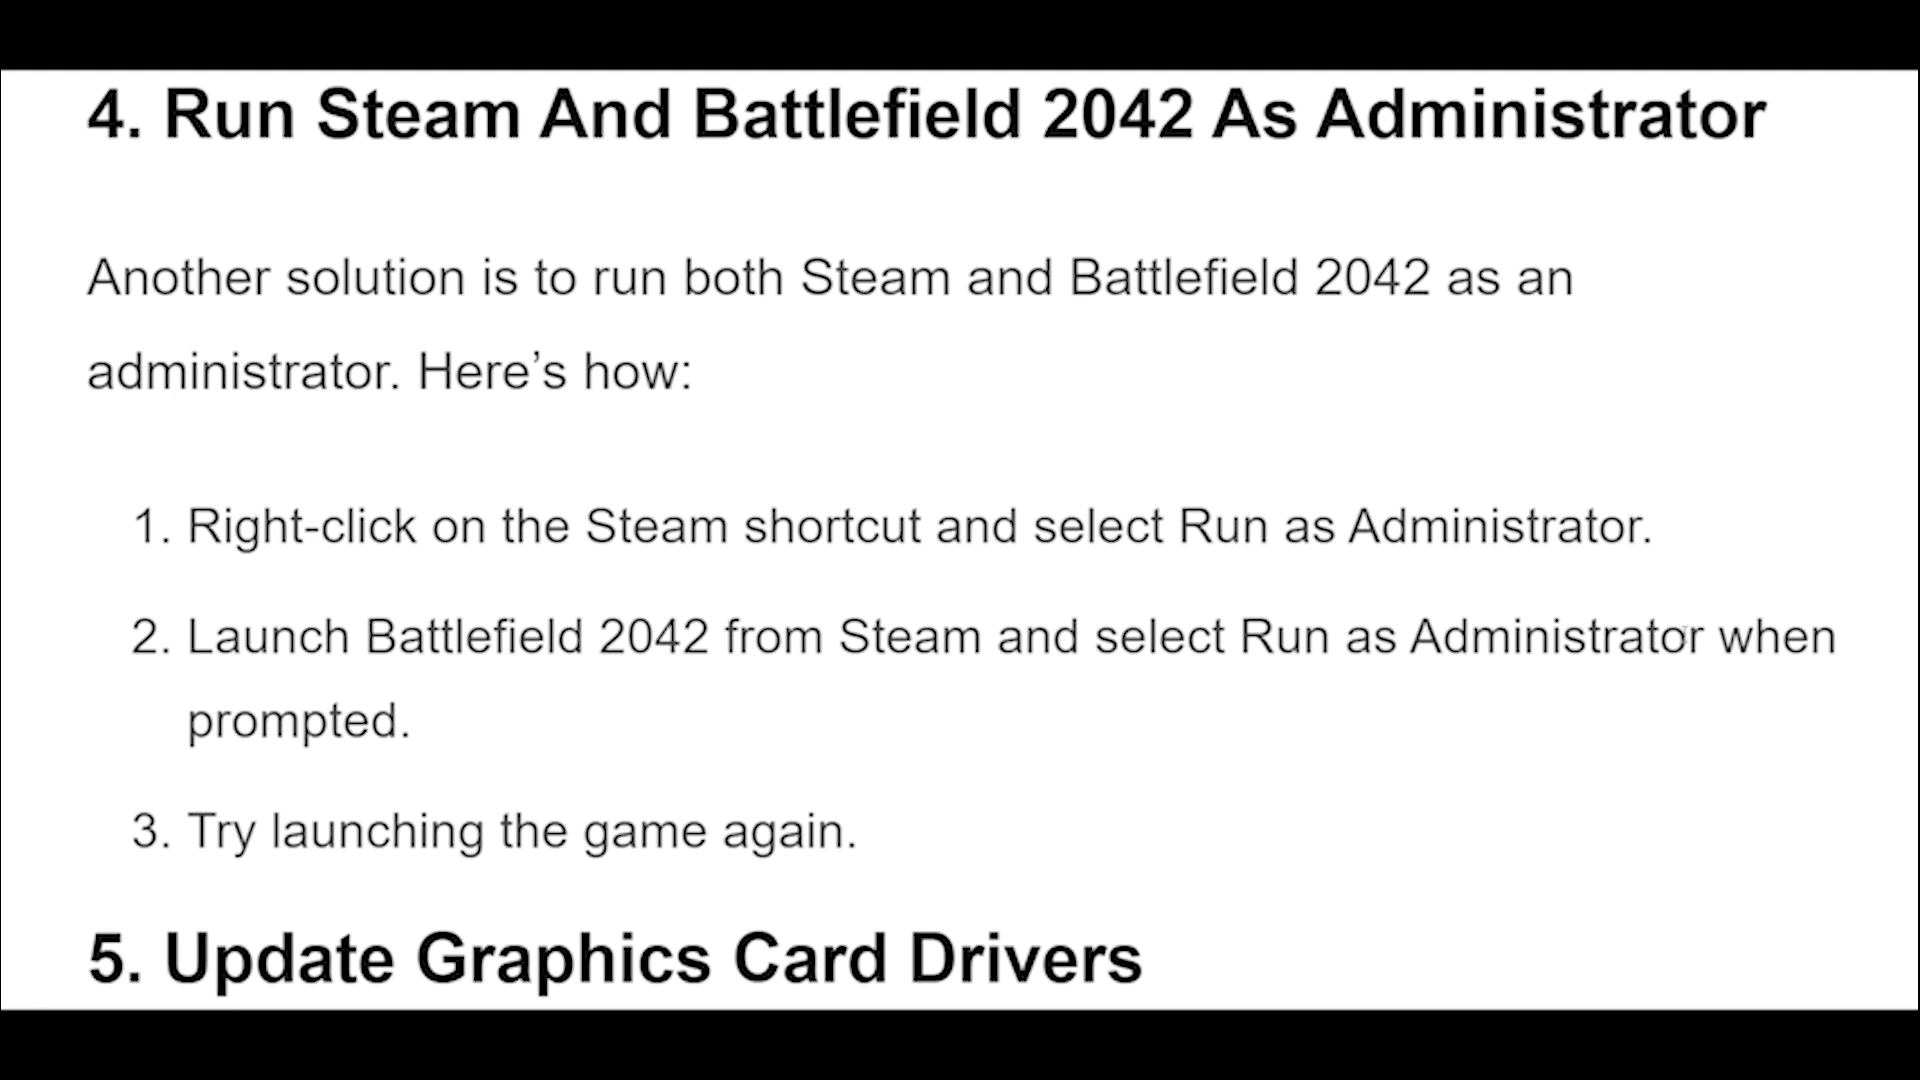 4. Run Steam And Battlefield 2042 As Administrator
Another solution is to run both Steam and Battlefield 2042 as an
administrator. Here’s how:
1. Right-click on the Steam shortcut and select Run as Administrator.
2. Launch Battlefield 2042 from Steam and select Run as Administrator when
prompted.
3. Try launching the game again.
5. Update Graphics Card Drivers